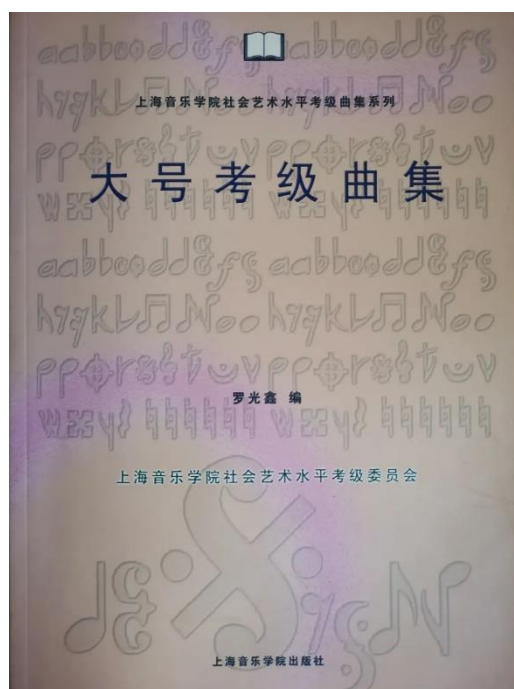 上海音乐学院社会艺术水平考级曲集系列
大号考级曲集
罗光鑫 编
上海音乐学院社会艺术水平考级委员会
上海音乐学院出版社